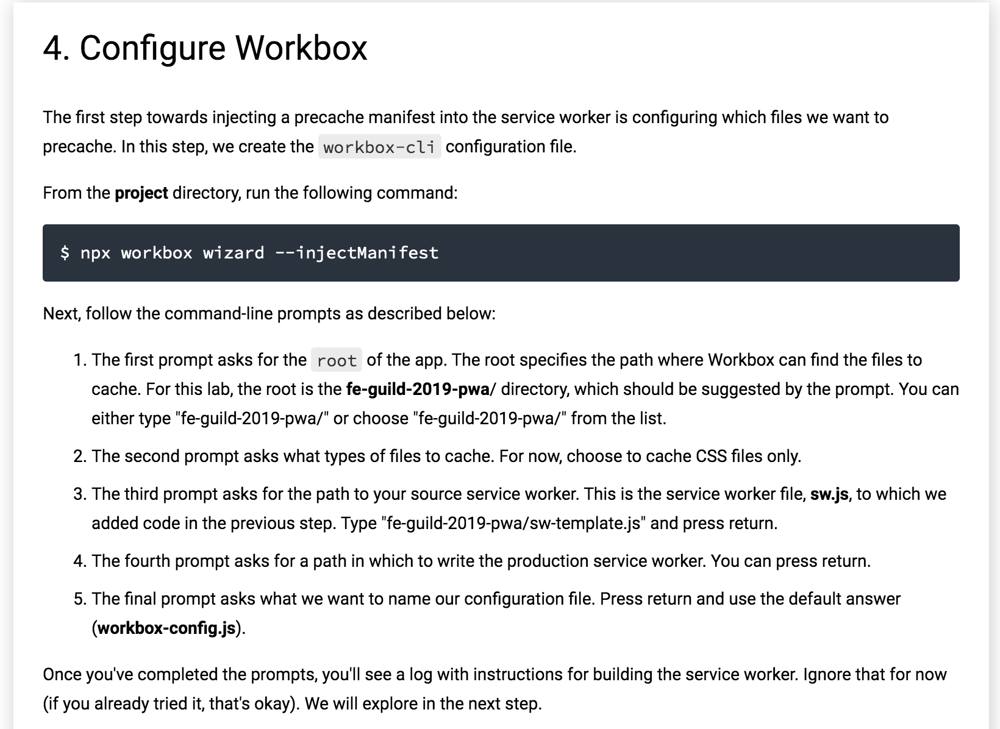 4. Configure Workbox
The first step towards injecting a precache manifest into the service worker is configuring which files we want to
precache. In this step, we create the workbox-cli configuration file.
From the project directory, run the following command:
$ npx workbox wizard --injectManifest
Next, follow the command-line prompts as described below:
1. The first prompt asks for the root of the app. The root specifies the path where Workbox can find the files to
cache. For this lab, the root is the fe-guild-2019-pwa/ directory, which should be suggested by the prompt. You can
either type "fe-guild-2019-pwa/" or choose "fe-guild-2019-pwa/" from the list.
2. The second prompt asks what types of files to cache. For now, choose to cache CSS files only.
3. The third prompt asks for the path to your source service worker. This is the service worker file, sw.js, to which we
added code in the previous step. Type "fe-guild-2019-pwa/sw-template.js" and press return.
4. The fourth prompt asks for a path in which to write the production service worker. You can press return.
5. The final prompt asks what we want to name our configuration file. Press return and use the default answer
(workbox-config.js).
Once you've completed the prompts, you'll see a log with instructions for building the service worker. Ignore that for now
(if you already tried it, that's okay). We will explore in the next step.